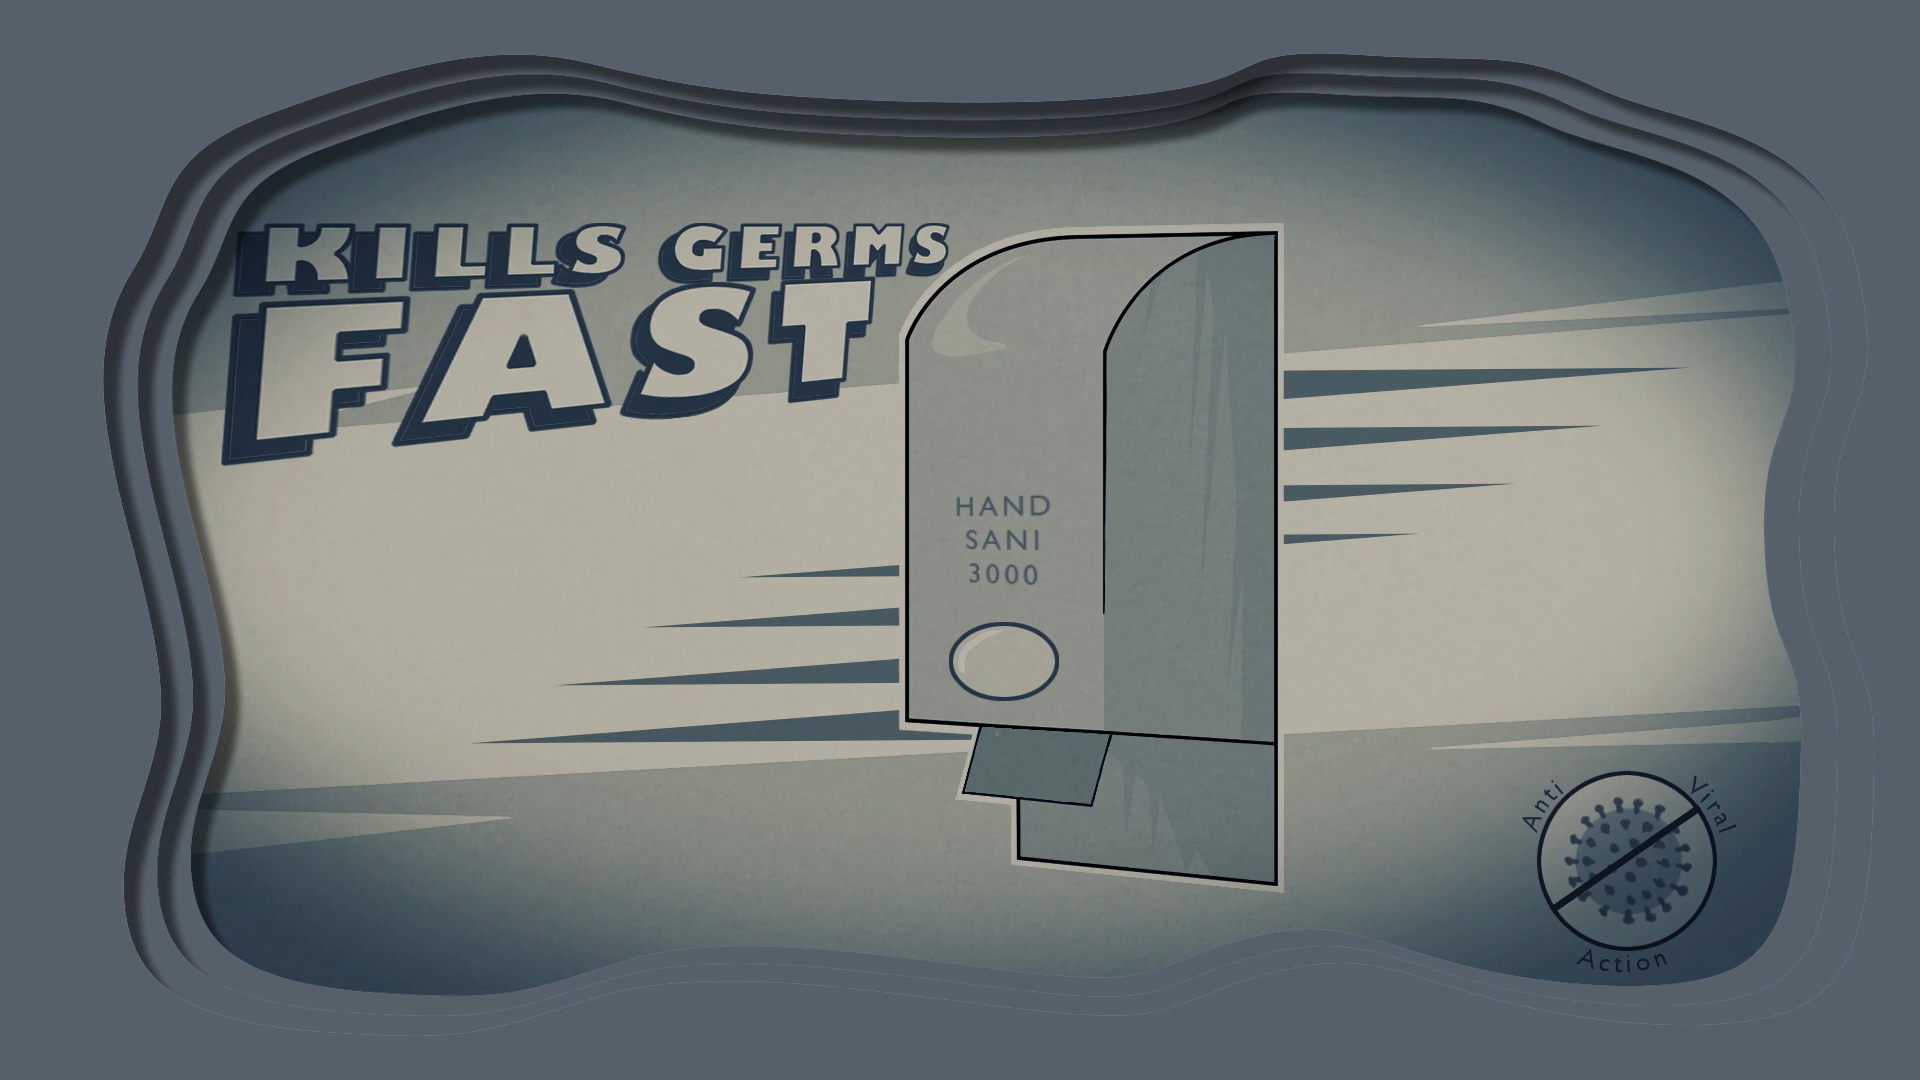 KILLS GERMS
FAST
HAND
SANI
3000
Anti Viral
Action